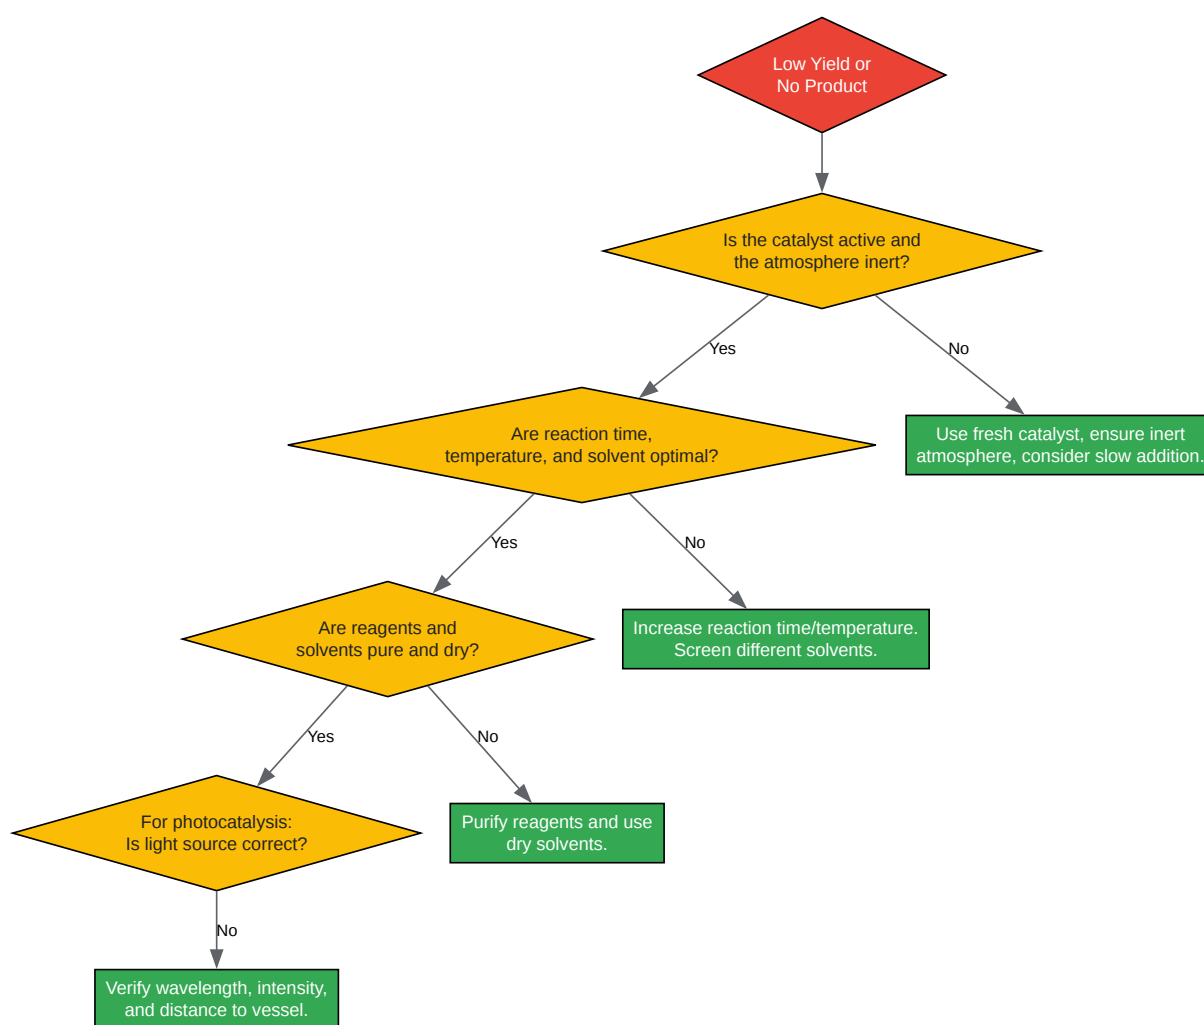 Low Yield or
No Product
Is the catalyst active and
the atmosphere inert?
Yes
No
Are reaction time,
temperature, and solvent optimal?
Use fresh catalyst, ensure inert
atmosphere, consider slow addition.
Yes
No
Are reagents and
solvents pure and dry?
Increase reaction time/temperature.
Screen different solvents.
Yes
No
For photocatalysis:
Is light source correct?
Purify reagents and use
dry solvents.
No
Verify wavelength, intensity,
and distance to vessel.